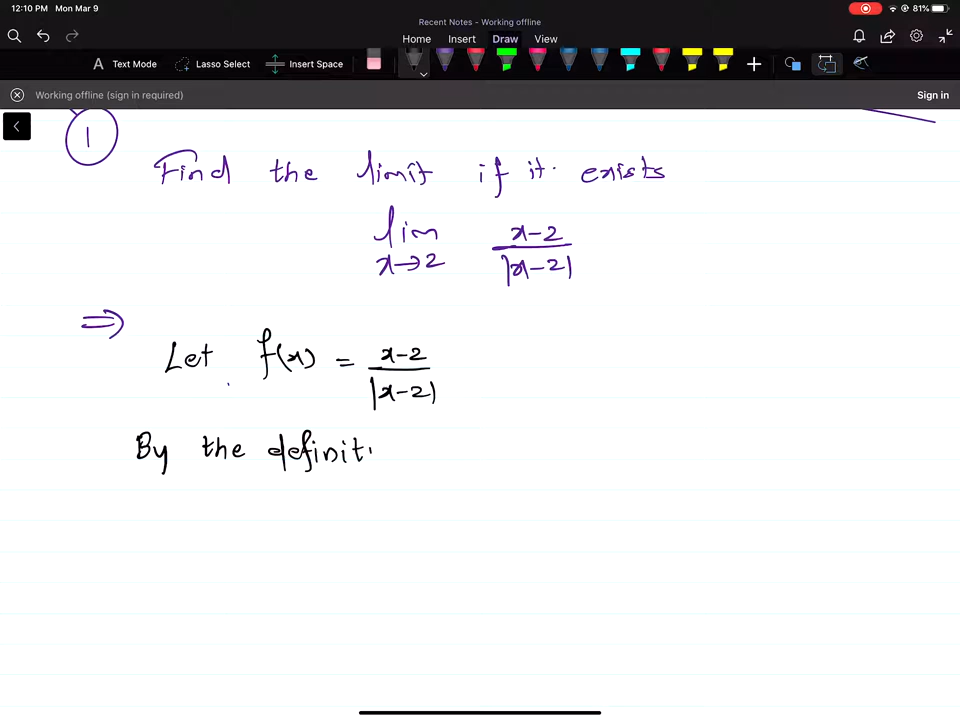 12:10 PM Mon Mar 9
81%
Recent Notes - Working offline
Home Insert Draw View
Text Mode Lasso Select Insert Space
Working offline (sign in required) Sign in
1
Find the limit if it exists
lim x-2
x→2 |x-2|
⇒
Let f(x) = x-2
|x-2|
By the definiti